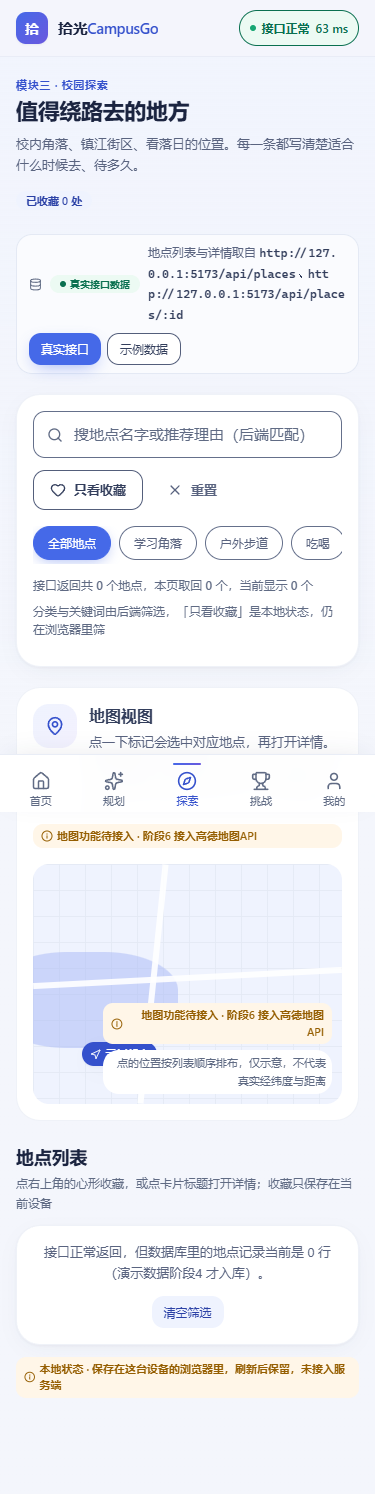 拾
拾光CampusGo
接口正常 63 ms
模块三 · 校园探索
值得绕路去的地方
校内角落、镇江街区、看落日的位置。每一条都写清楚适合
什么时候去、待多久。
已收藏 0 处
真实接口数据
地点列表与详情取自 http://127.
0.0.1:5173/api/places、htt
p://127.0.0.1:5173/api/place
s/:id
真实接口
示例数据
搜地点名字或推荐理由（后端匹配）
只看收藏
重置
全部地点
学习角落
户外步道
吃喝
接口返回共 0 个地点，本页取回 0 个，当前显示 0 个
分类与关键词由后端筛选，「只看收藏」是本地状态，仍
在浏览器里筛
地图视图
点一下标记会选中对应地点，再打开详情。
首页
规划
探索
挑战
我的
地图功能待接入 · 阶段6 接入高德地图API
地图功能待接入 · 阶段6 接入高德地图
API
点的位置按列表顺序排布，仅示意，不代表
真实经纬度与距离
地点列表
点右上角的心形收藏，或点卡片标题打开详情；收藏只保存在当
前设备
接口正常返回，但数据库里的地点记录当前是 0 行
（演示数据阶段4 才入库）。
清空筛选
本地状态 · 保存在这台设备的浏览器里，刷新后保留，未接入服
务端